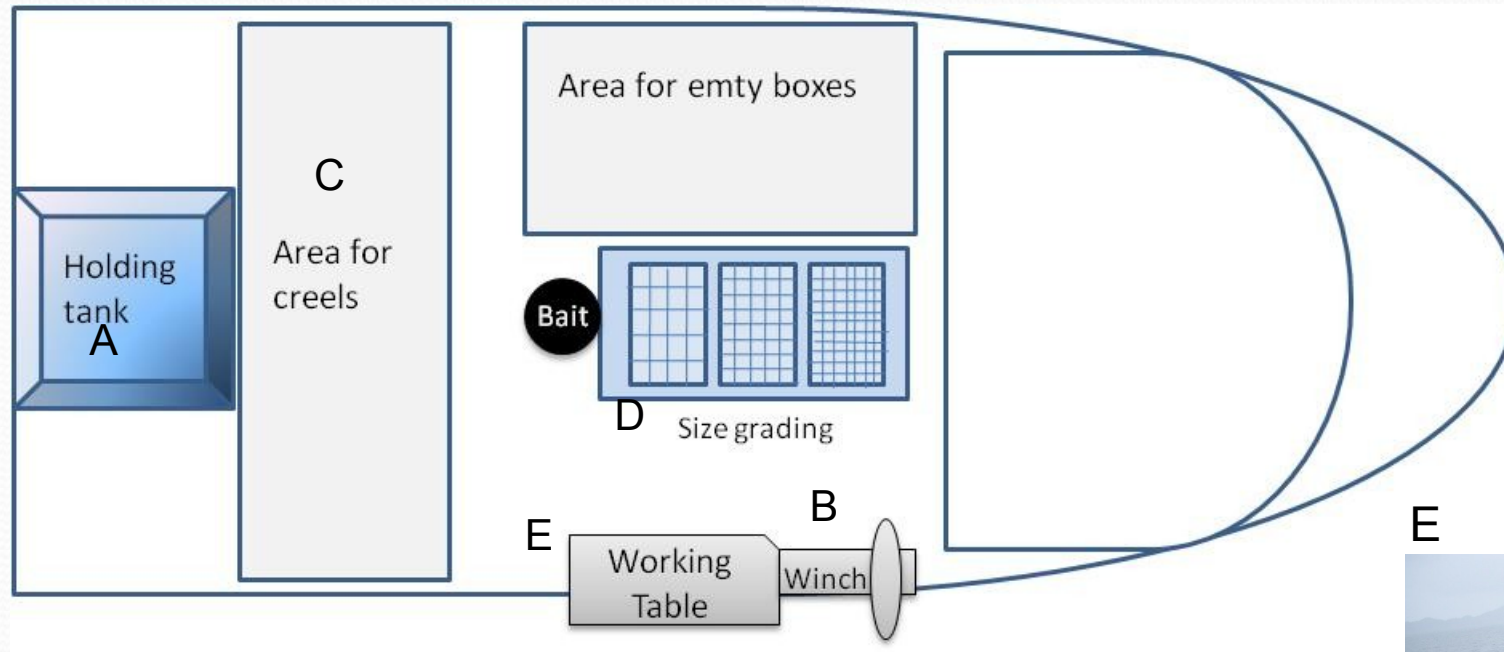 Area for emty boxes
C
Holding
tank
A
Area for
creels
Bait
D
Size grading
B
E
Working
Table
Winch
E